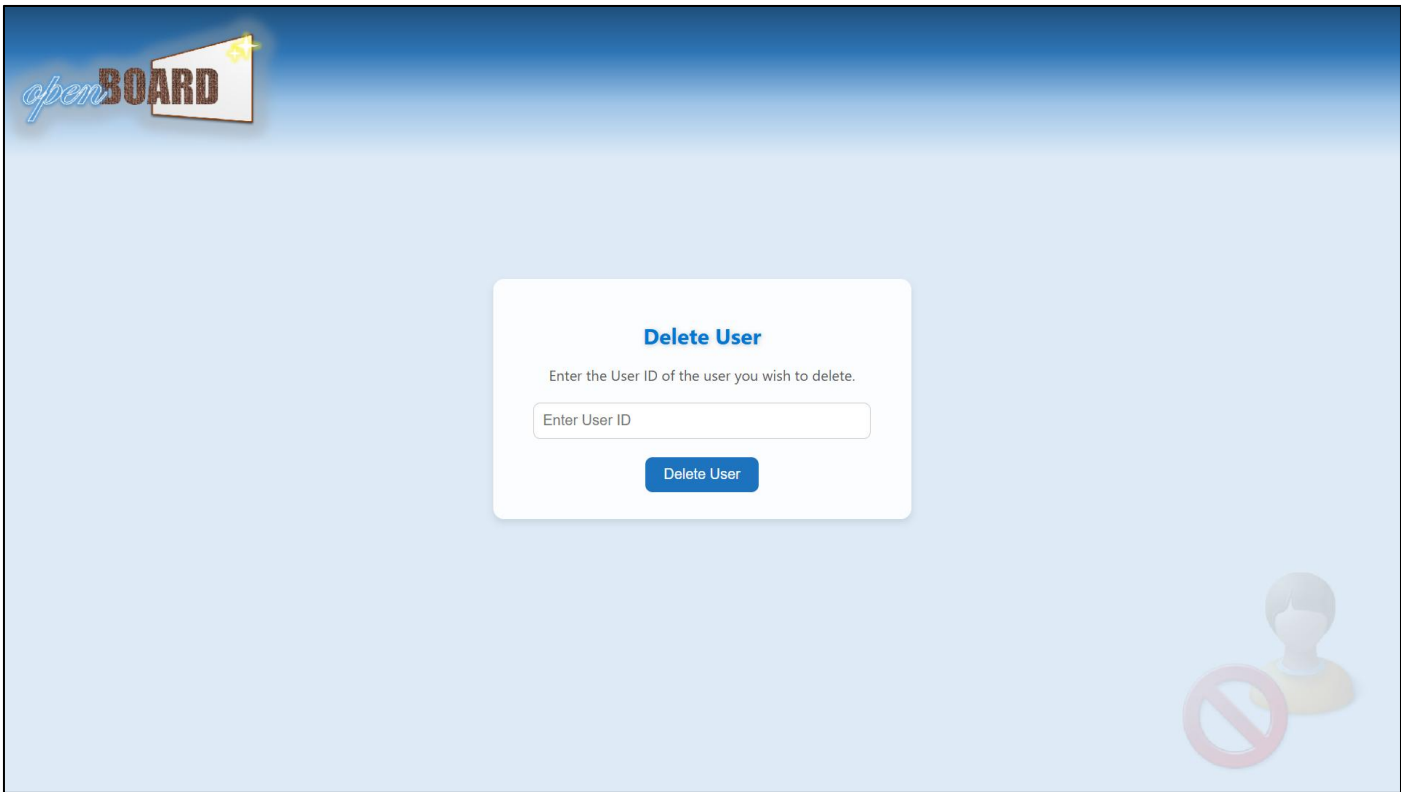 openBOARD
Delete User
Enter the User ID of the user you wish to delete.
Enter User ID
Delete User